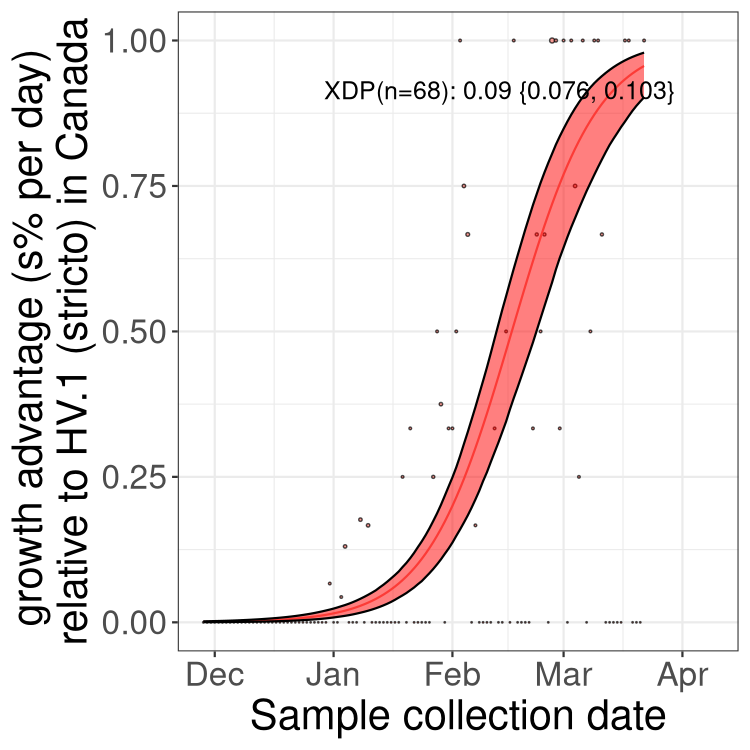 growth advantage (s% per day)
relative to HV.1 (stricto) in Canada
1.00
0.75
0.50
0.25
0.00
XDP(n=68): 0.09 {0.076, 0.103}
Dec Jan Feb Mar Apr
Sample collection date